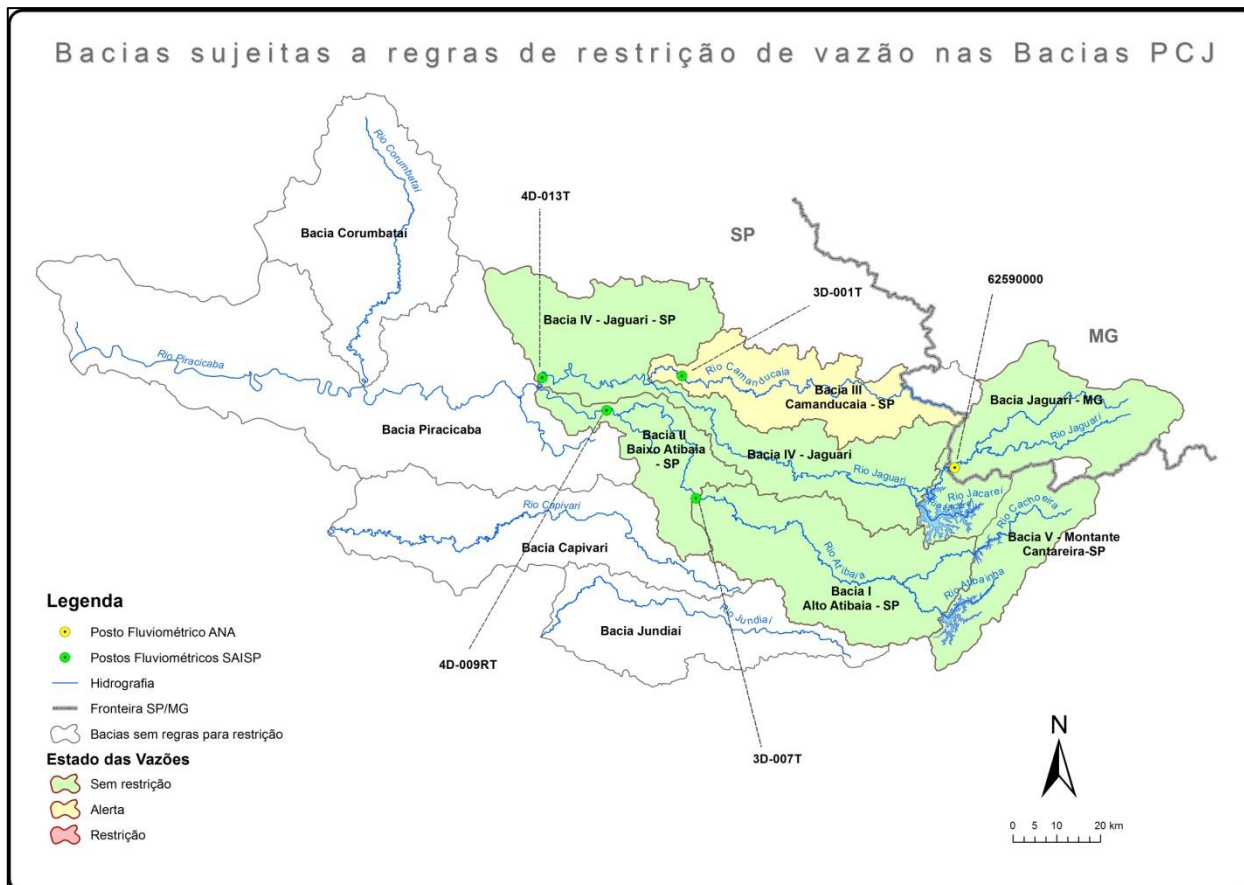 Bacias sujeitas a regras de restrição de vazão nas Bacias PCJ
Rio Corumbataí
4D-013T
Bacia Corumbataí
SP
62590000
3D-001T
Bacia IV - Jaguari - SP
MG
Rio Piracicaba
Rio Camanducaia
Bacia III
Camanducaia - SP
Bacia Jaguari - MG
Rio Jaguari
Bacia Piracicaba
Bacia II
Baixo Atibaia
- SP
Bacia IV - Jaguari
Rio Jaguari
Rio Jacareí
Rio Cachoeira
Rio Capivari
Bacia V - Montante
Cantareira-SP
Bacia Capivari
Rio Atibaia
Rio Atibainha
Bacia I
Alto Atibaia - SP
Legenda
Rio Jundiaí
Bacia Jundiaí
Posto Fluviométrico ANA
Postos Fluviométricos SAISP
4D-009RT
Hidrografia
Fronteira SP/MG
Bacias sem regras para restrição
N
Estado das Vazões
3D-007T
Sem restrição
Alerta
Restrição
0 5 10 20 km